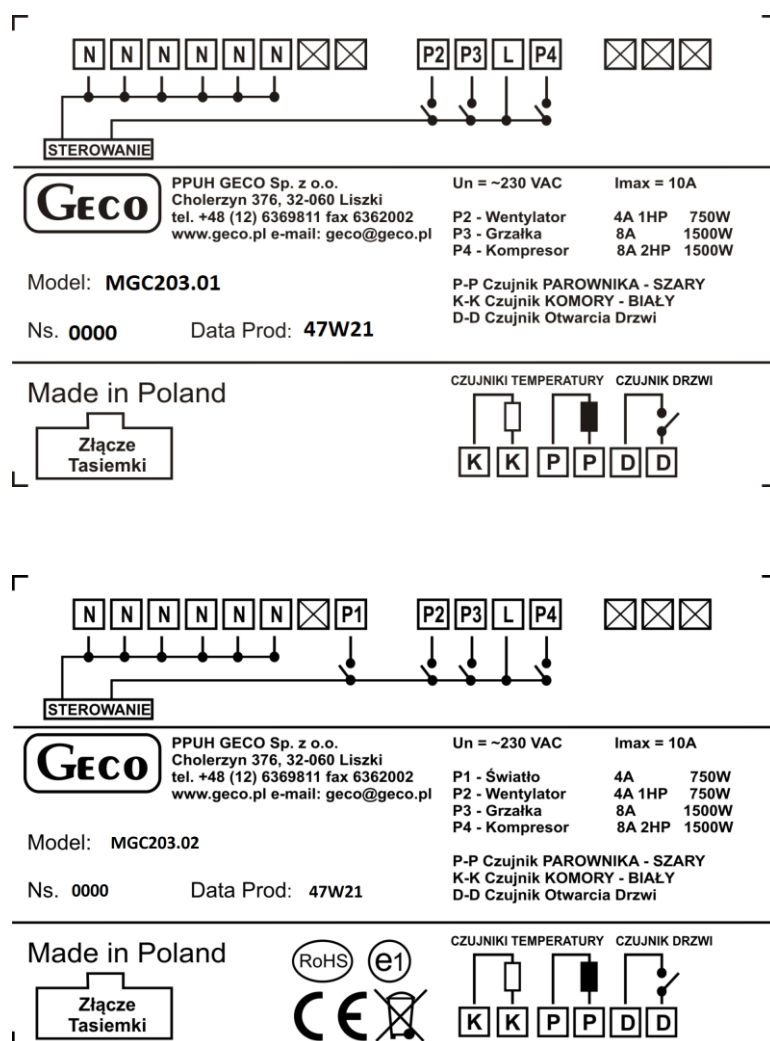 N N N N N N P2 P3 L P4
STEROWANIE
GECO
PPUH GECO Sp. z o.o.
Cholerzyn 376, 32-060 Liszki
tel. +48 (12) 6369811 fax 6362002
www.geco.pl e-mail: geco@geco.pl
Un = ~230 VAC Imax = 10A
P2 - Wentylator 4A 1HP 750W
P3 - Grzałka 8A 1500W
P4 - Kompresor 8A 2HP 1500W
P-P Czujnik PAROWNIKA - SZARY
K-K Czujnik KOMORY - BIAŁY
D-D Czujnik Otwarcia Drzwi
Model: MGC203.01
Ns. 0000 Data Prod: 47W21
Made in Poland
Złącze
Tasiemki
CZUJNIKI TEMPERATURY CZUJNIK DRZWI
K K P P D D
N N N N N N P1 P2 P3 L P4
STEROWANIE
GECO
PPUH GECO Sp. z o.o.
Cholerzyn 376, 32-060 Liszki
tel. +48 (12) 6369811 fax 6362002
www.geco.pl e-mail: geco@geco.pl
Un = ~230 VAC Imax = 10A
P1 - Światło 4A 750W
P2 - Wentylator 4A 1HP 750W
P3 - Grzałka 8A 1500W
P4 - Kompresor 8A 2HP 1500W
P-P Czujnik PAROWNIKA - SZARY
K-K Czujnik KOMORY - BIAŁY
D-D Czujnik Otwarcia Drzwi
Model: MGC203.02
Ns. 0000 Data Prod: 47W21
Made in Poland
Złącze
Tasiemki
RoHS e1
CE
CZUJNIKI TEMPERATURY CZUJNIK DRZWI
K K P P D D